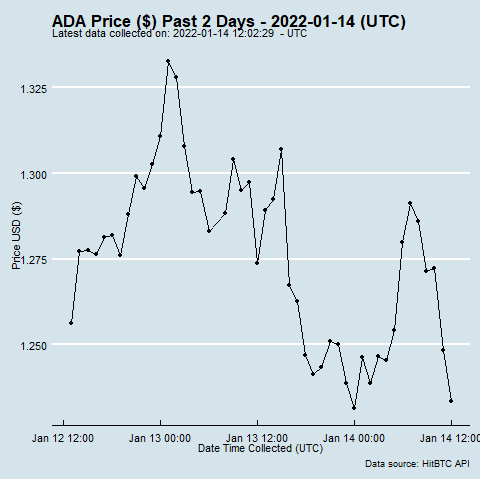 ADA Price ($) Past 2 Days - 2022-01-14 (UTC)
Latest data collected on: 2022-01-14 12:02:29  - UTC
1.325
1.300
1.275
1.250
Price USD ($)
Jan 12 12:00
Jan 13 00:00
Jan 13 12:00
Jan 14 00:00
Jan 14 12:00
Date Time Collected (UTC)
Data source: HitBTC API